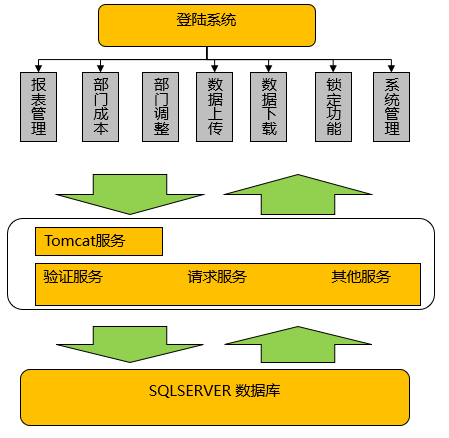 登陆系统
报表管理
部门成本
部门调整
数据上传
数据下载
锁定功能
系统管理
Tomcat服务
验证服务 请求服务 其他服务
SQLSERVER 数据库